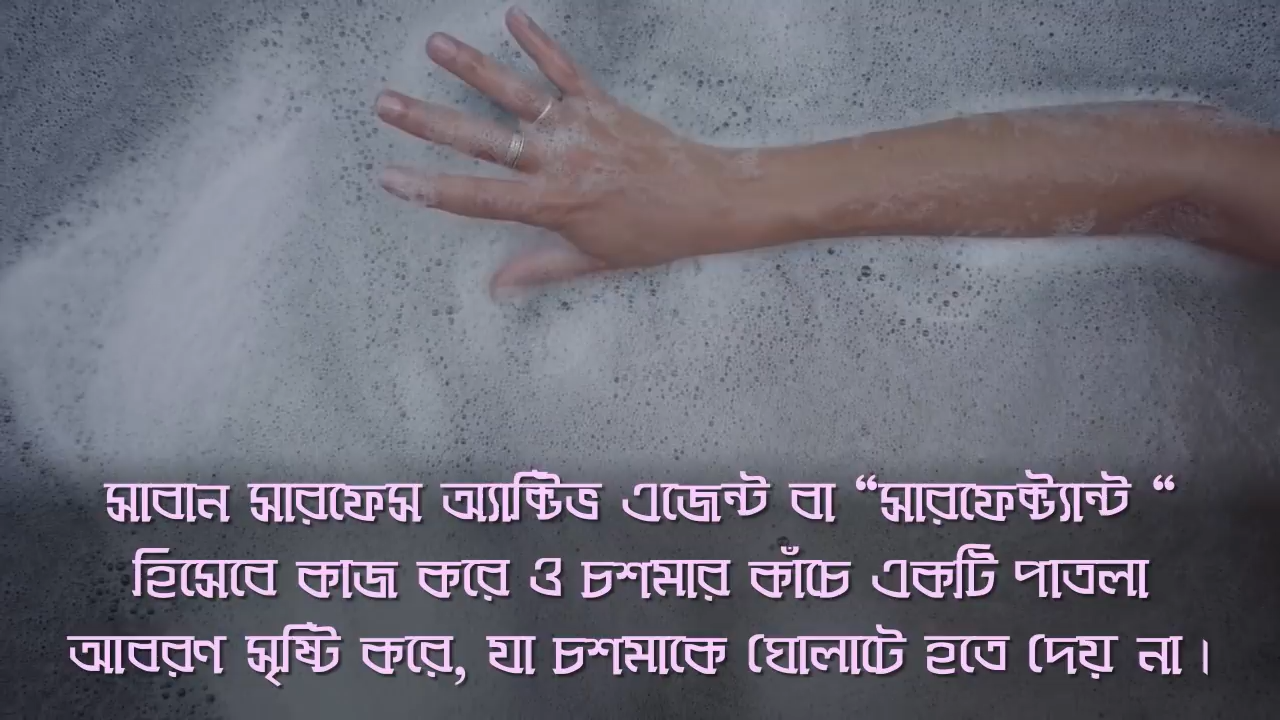 সাবান সারফেস অ্যাক্টিভ এজেন্ট বা “সারফেক্ট্যান্ট “
হিসেবে কাজ করে ও চশমার কাঁচে একটি পাতলা
আবরণ সৃষ্টি করে, যা চশমাকে ঘোলাটে হতে দেয় না।